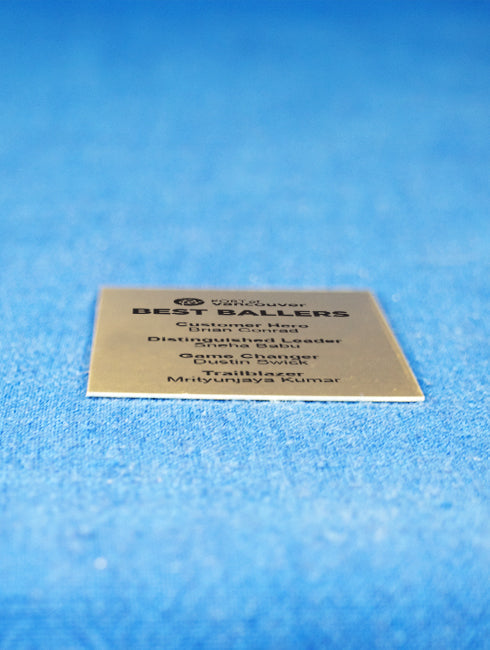 PORT of
vancouver
BEST BALLERS
Customer Hero
Brian Conrad
Distinguished Leader
Sneha Babu
Game Changer
Dustin Swick
Trailblazer
Mrityunjaya Kumar